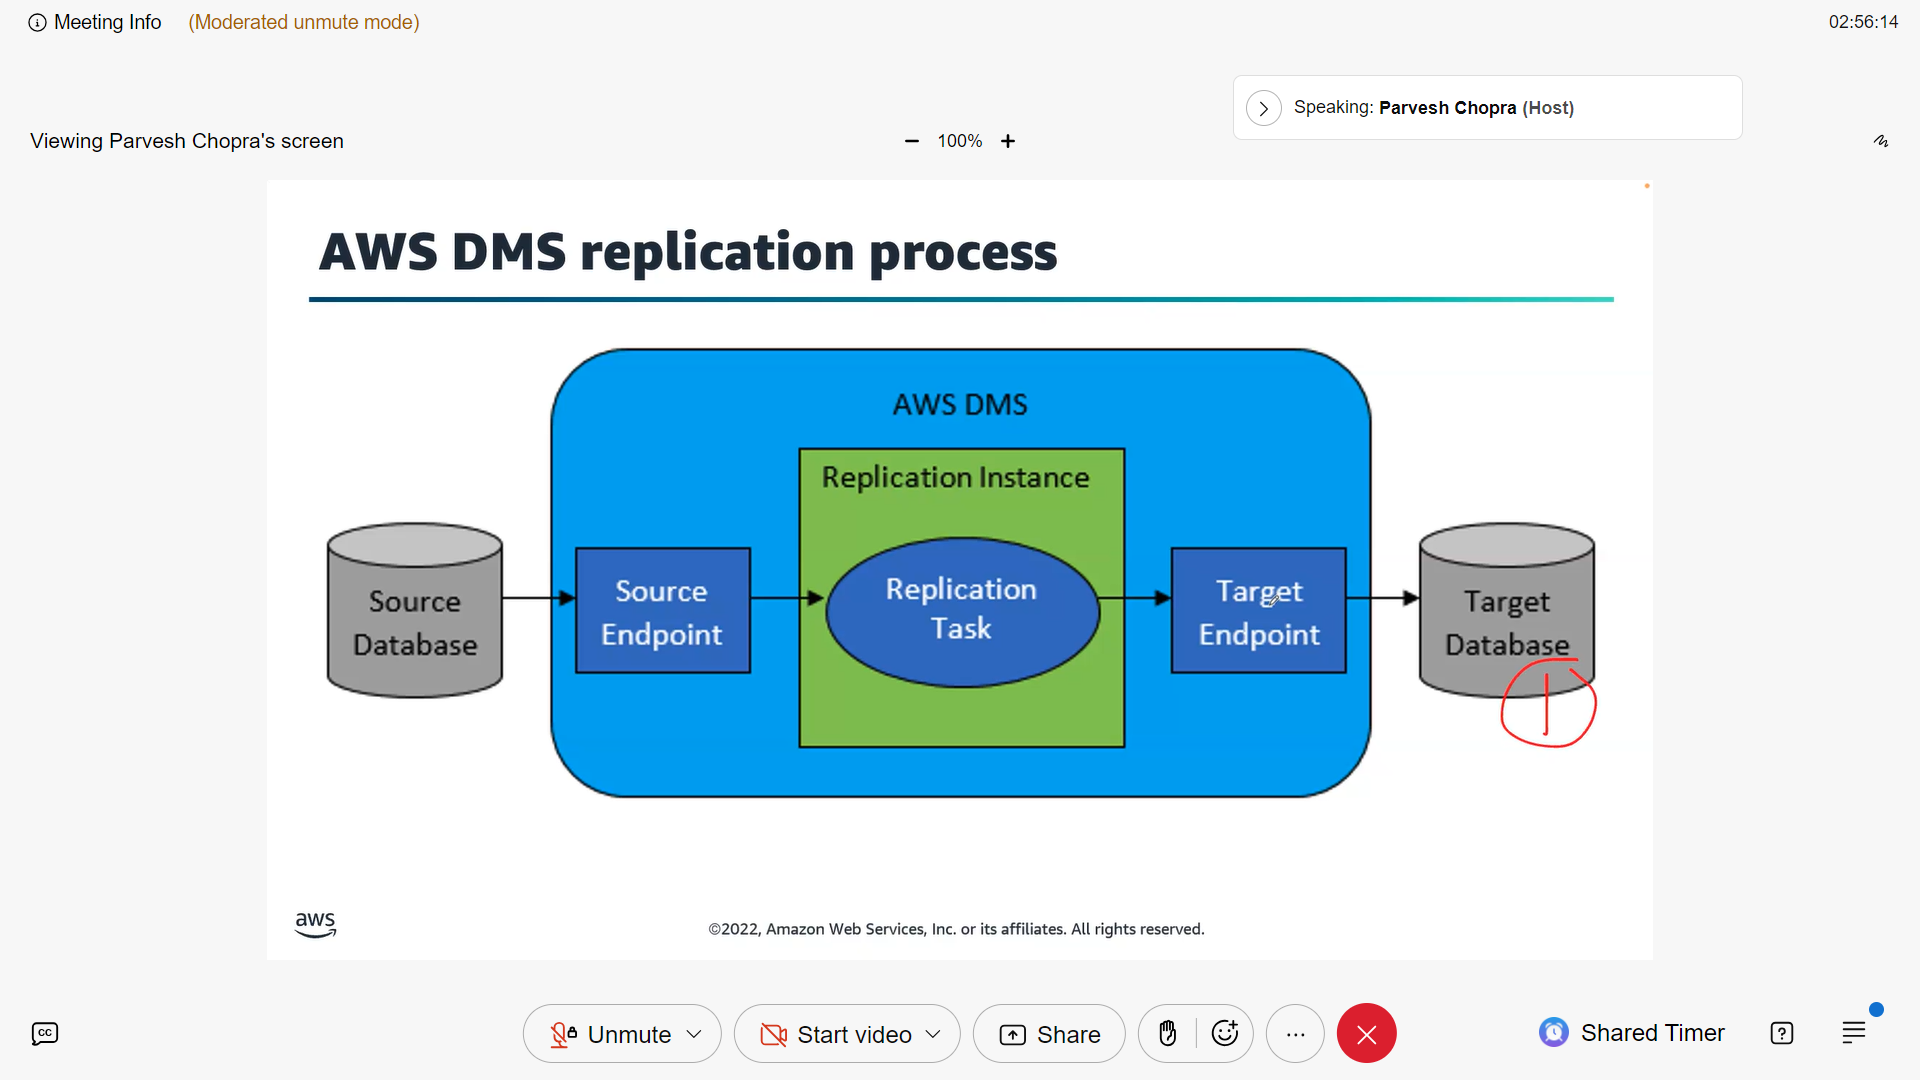 Meeting Info (Moderated unmute mode) 02:56:14
Speaking: Parvesh Chopra (Host)
Viewing Parvesh Chopra's screen − 100% +
AWS DMS replication process
AWS DMS
Replication Instance
Source
Database
Source
Endpoint
Replication
Task
Target
Endpoint
Target
Database
1
aws
©2022, Amazon Web Services, Inc. or its affiliates. All rights reserved.
CC Unmute Start video Share ... Shared Timer ?